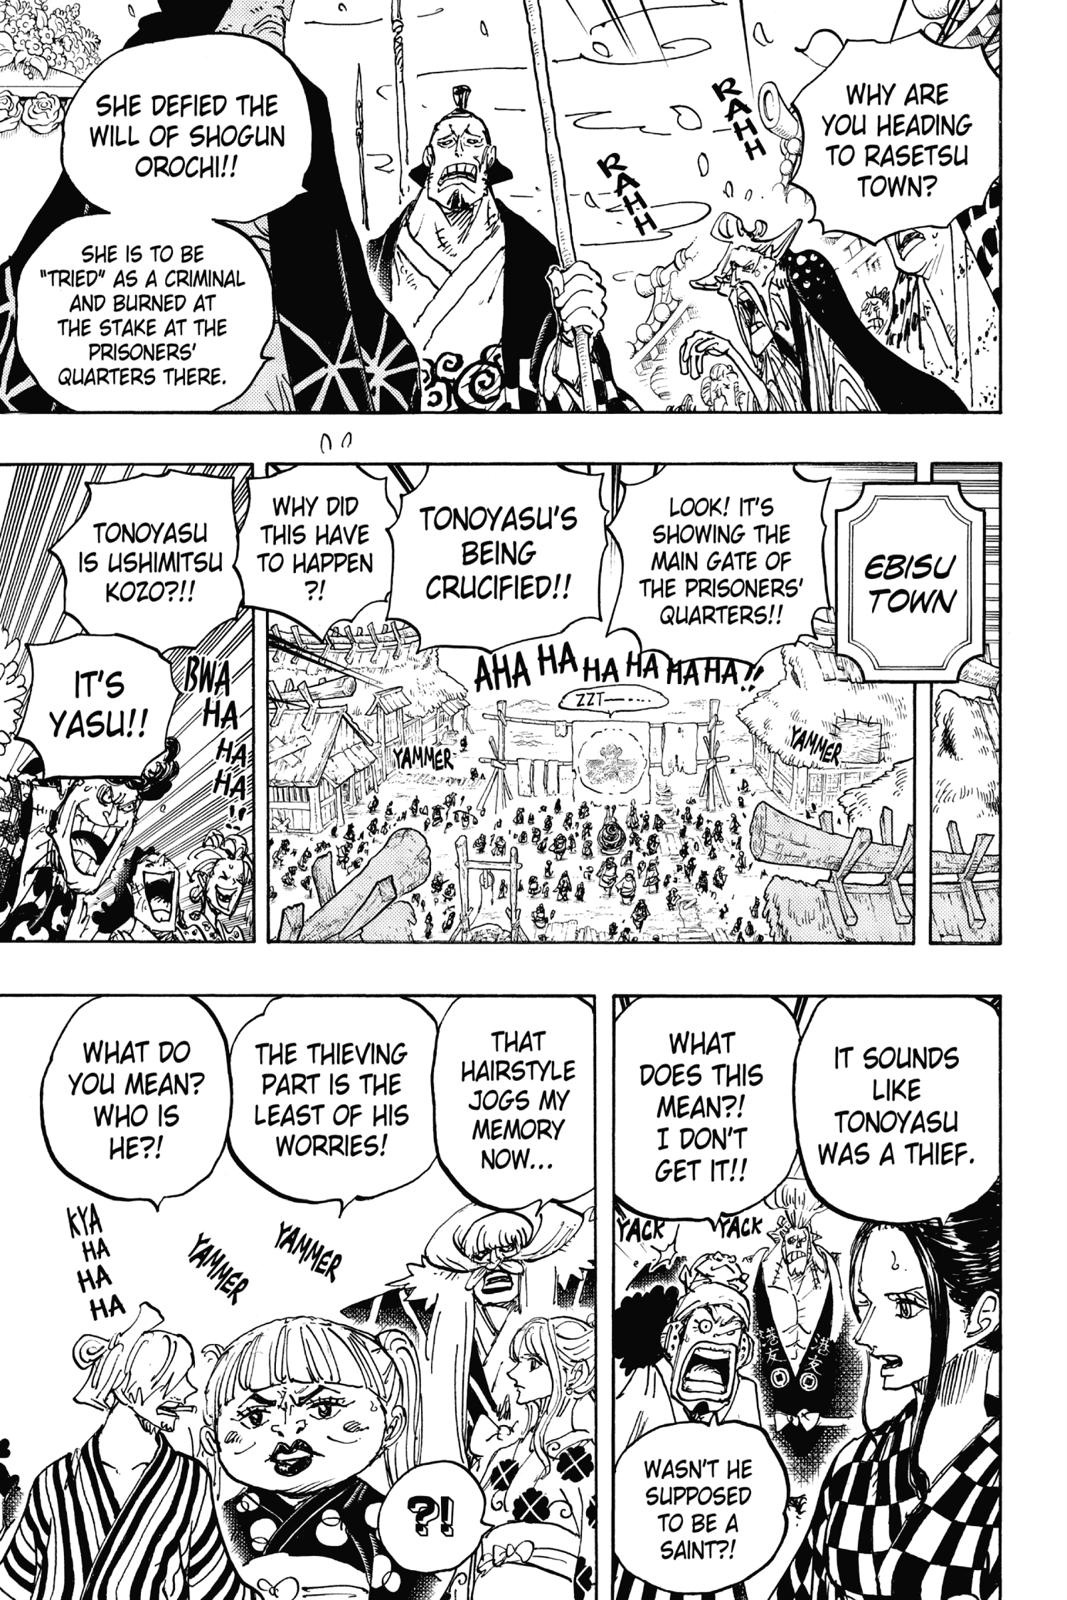 WHY ARE
YOU HEADING
TO RASETSU
TOWN?
RAHH
RAHH
SHE DEFIED THE
WILL OF SHOGUN
OROCHI!!
SHE IS TO BE
"TRIED" AS A CRIMINAL
AND BURNED AT
THE STAKE AT THE
PRISONERS'
QUARTERS THERE.
EBISU
TOWN
LOOK! IT'S
SHOWING THE
MAIN GATE OF
THE PRISONERS'
QUARTERS!!
TONOYASU'S
BEING
CRUCIFIED!!
WHY DID
THIS HAVE
TO HAPPEN
?!
AHA HA HA HA HA HA!!
ZZT
YAMMER
YAMMER
TONOYASU
IS USHIMITSU
KOZO?!!
IT'S
YASU!!
BWA
HA
HA
HA!!
IT SOUNDS
LIKE
TONOYASU
WAS A THIEF.
WHAT
DOES THIS
MEAN?!
I DON'T
GET IT!!
YACK
YACK
港友
港友
WASN'T HE
SUPPOSED
TO BE A
SAINT?!
THAT
HAIRSTYLE
JOGS MY
MEMORY
NOW...
THE THIEVING
PART IS THE
LEAST OF HIS
WORRIES!
WHAT DO
YOU MEAN?
WHO IS
HE?!
YAMMER
YAMMER
KYA
HA
HA
HA
?!